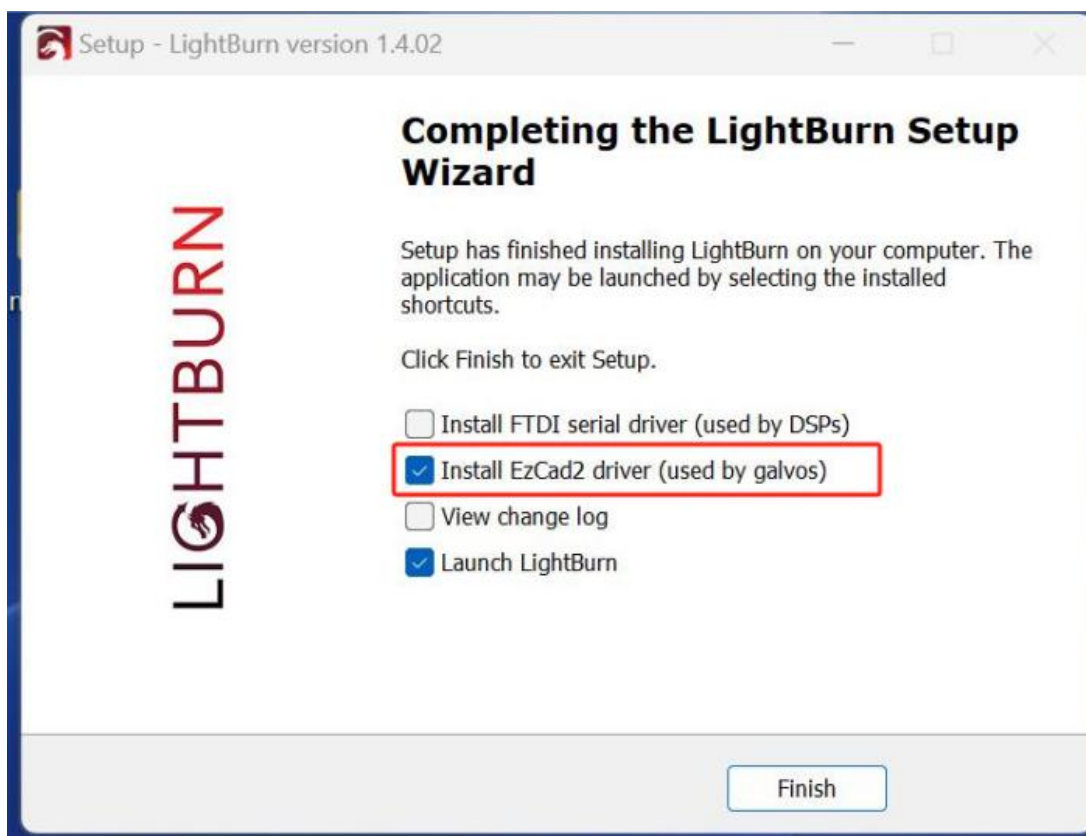 Setup - LightBurn version 1.4.02
Completing the LightBurn Setup
Wizard
LIGHTBURN
Setup has finished installing LightBurn on your computer. The
application may be launched by selecting the installed
shortcuts.
Click Finish to exit Setup.
Install FTDI serial driver (used by DSPs)
Install EzCad2 driver (used by galvos)
View change log
Launch LightBurn
Finish